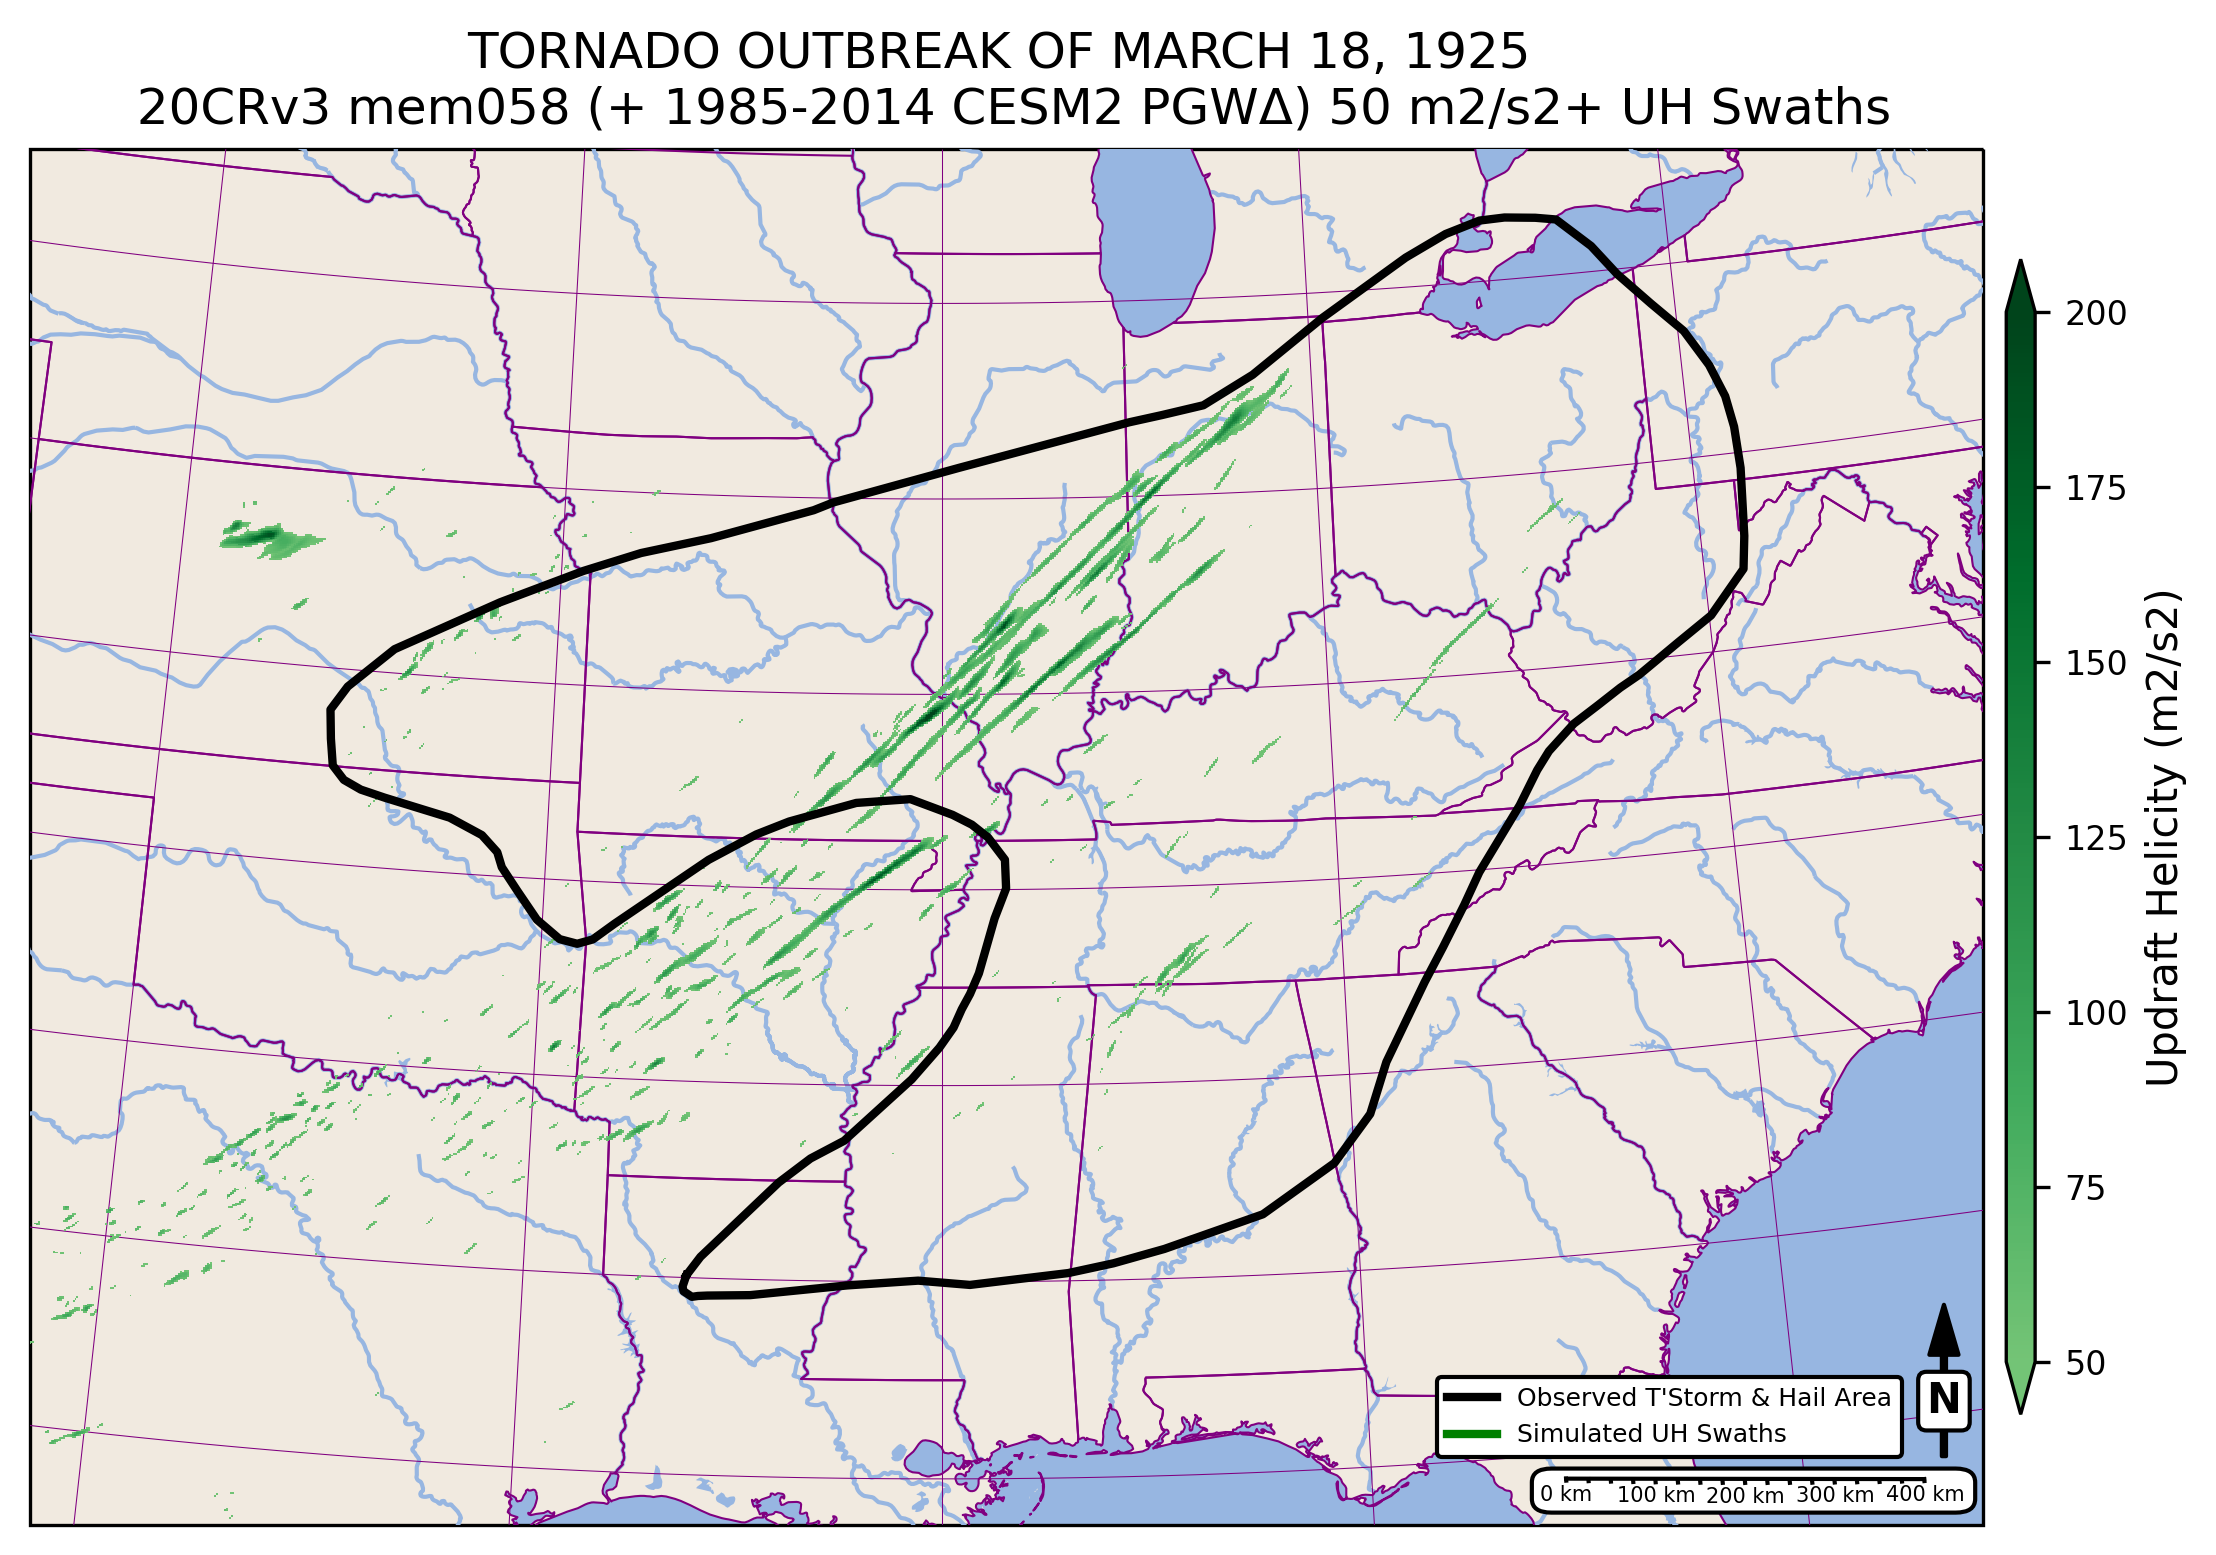 TORNADO OUTBREAK OF MARCH 18, 1925
20CRv3 mem058 (+ 1985-2014 CESM2 PGWΔ) 50 m2/s2+ UH Swaths
200
175
150
125
100
75
50
Updraft Helicity (m2/s2)
N
Observed T'Storm & Hail Area
Simulated UH Swaths
0 km 100 km 200 km 300 km 400 km